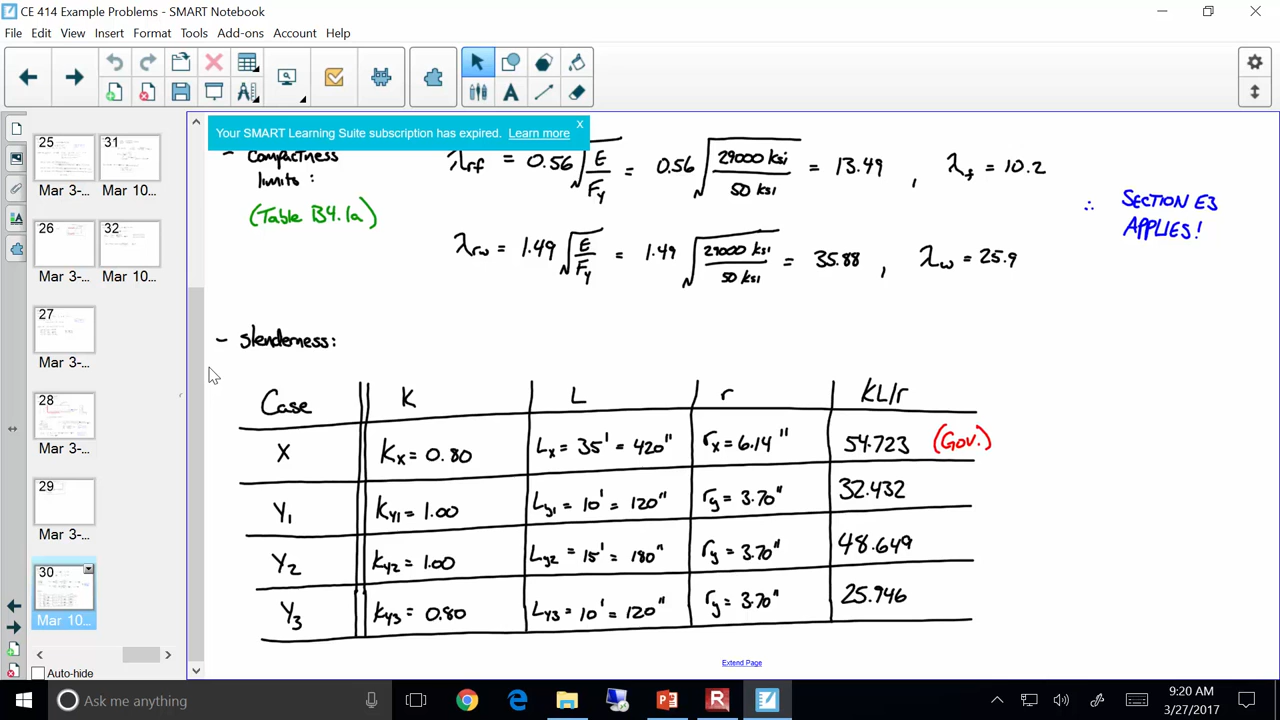 CE 414 Example Problems - SMART Notebook
File Edit View Insert Format Tools Add-ons Account Help
Your SMART Learning Suite subscription has expired. Learn more x
25 31
Mar 3-... Mar 10...
26 32
Mar 3-... Mar 10...
27
Mar 3-...
28
Mar 3-...
29
Mar 3-...
30
Mar 10...
Auto-hide
- Compactness limits :
(Table B4.1a)
λrf = 0.56 √(E/Fy) = 0.56 √(29000 ksi/50 ksi) = 13.49 , λf = 10.2
λrw = 1.49 √(E/Fy) = 1.49 √(29000 ksi/50 ksi) = 35.88 , λw = 25.9
∴ SECTION E3
APPLIES!
- Slenderness:
Case K L r KL/r
X Kx = 0.80 Lx = 35' = 420" rx = 6.14" 54.723 (Gov.)
Y1 Ky1 = 1.00 Ly1 = 10' = 120" ry = 3.70" 32.432
Y2 Ky2 = 1.00 Ly2 = 15' = 180" ry = 3.70" 48.649
Y3 Ky3 = 0.80 Ly3 = 10' = 120" ry = 3.70" 25.946
Extend Page
Ask me anything
9:20 AM
3/27/2017